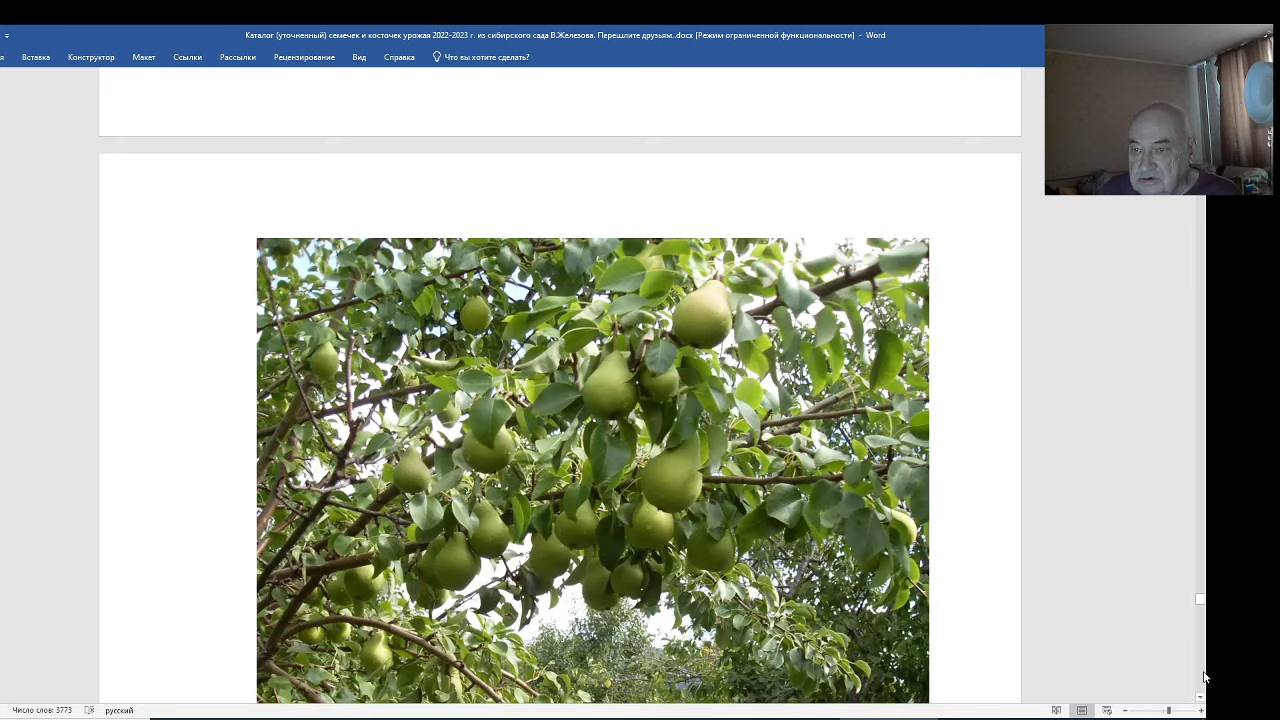 Каталог (уточненный) семечек и косточек урожая 2022-2023 г. из сибирского сада В.Железова. Перешлите друзьям..docx [Режим ограниченной функциональности] - Word
я Вставка Конструктор Макет Ссылки Рассылки Рецензирование Вид Справка Что вы хотите сделать?
Число слов: 3773 русский